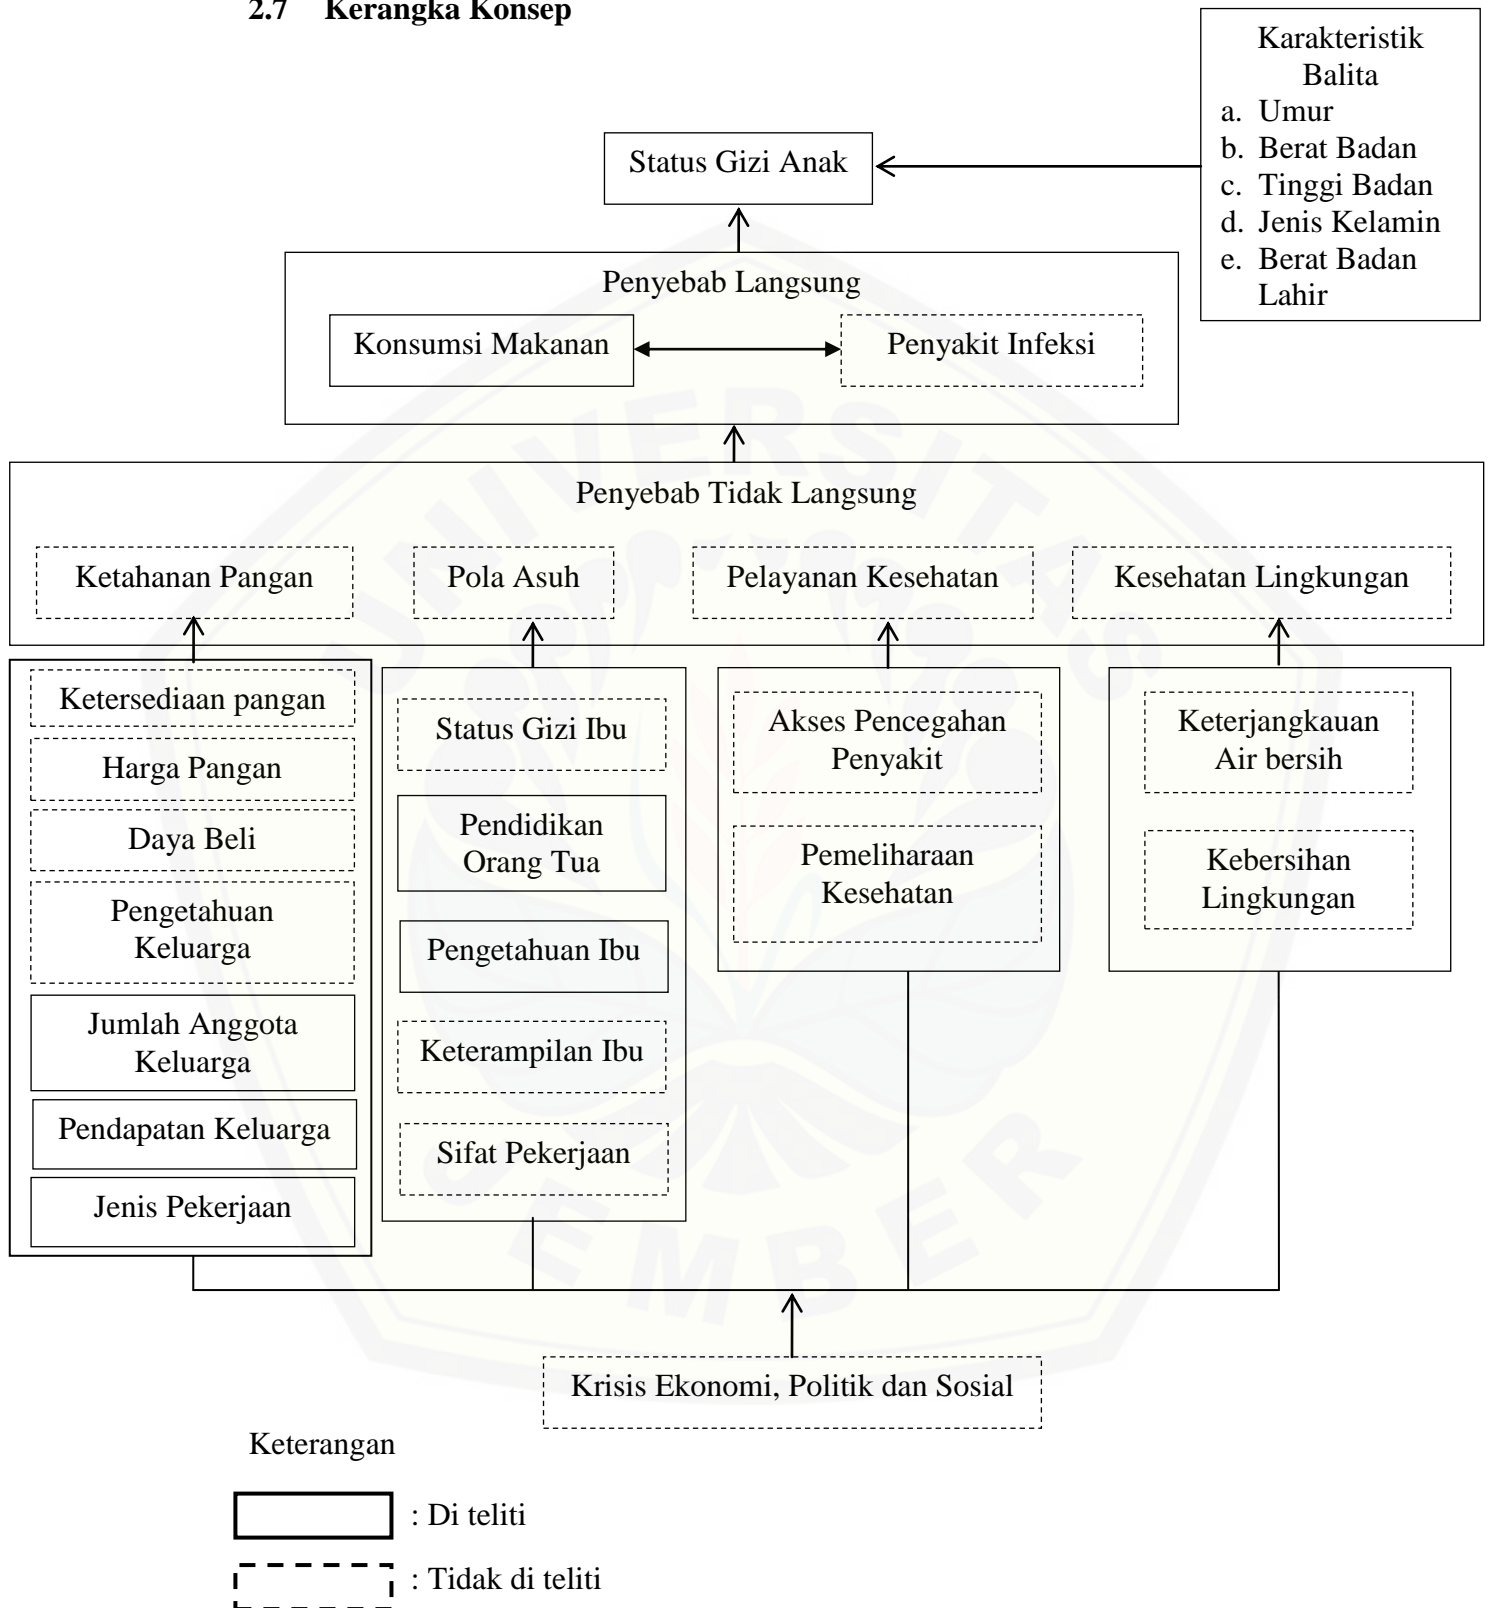 2.7 Kerangka Konsep
Karakteristik
Balita
a. Umur
b. Berat Badan
c. Tinggi Badan
d. Jenis Kelamin
e. Berat Badan
Lahir
Status Gizi Anak
Penyebab Langsung
Konsumsi Makanan
Penyakit Infeksi
Penyebab Tidak Langsung
Ketahanan Pangan
Pola Asuh
Pelayanan Kesehatan
Kesehatan Lingkungan
Ketersediaan pangan
Harga Pangan
Daya Beli
Pengetahuan
Keluarga
Jumlah Anggota
Keluarga
Pendapatan Keluarga
Jenis Pekerjaan
Status Gizi Ibu
Pendidikan
Orang Tua
Pengetahuan Ibu
Keterampilan Ibu
Sifat Pekerjaan
Akses Pencegahan
Penyakit
Pemeliharaan
Kesehatan
Keterjangkauan
Air bersih
Kebersihan
Lingkungan
Krisis Ekonomi, Politik dan Sosial
Keterangan
: Di teliti
: Tidak di teliti
UNIVERSITAS
JEMBER